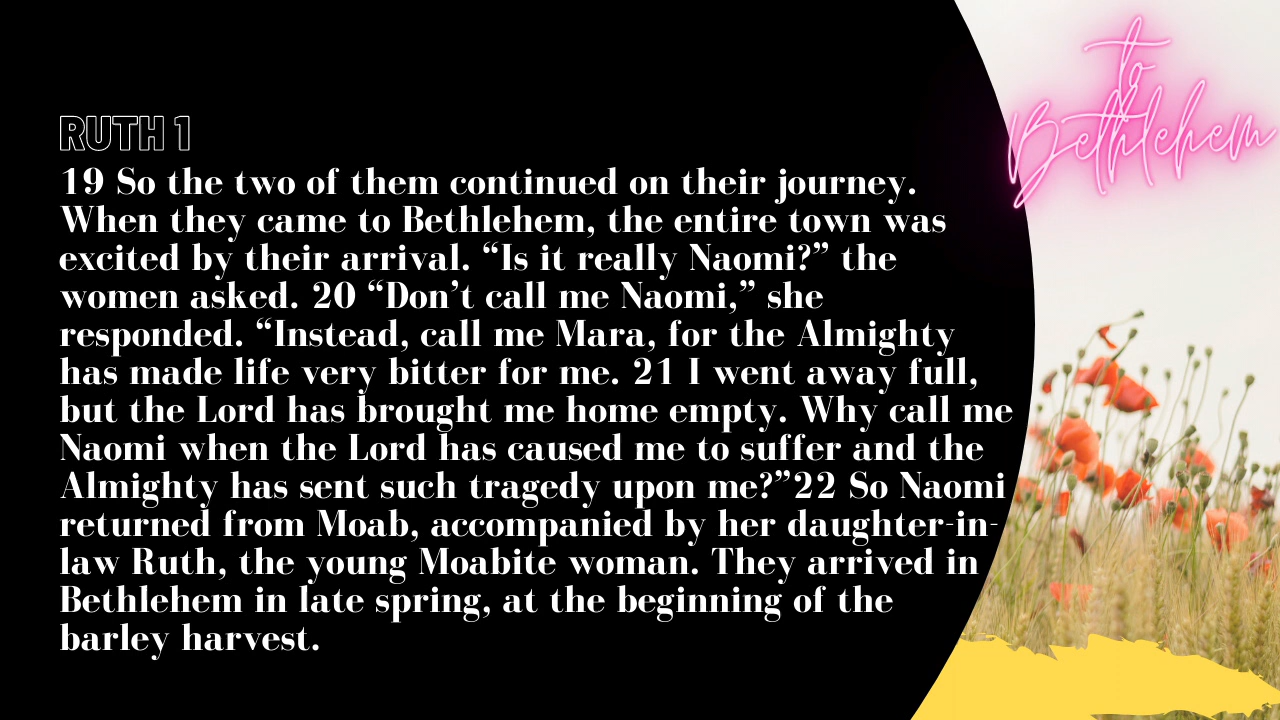 to
Bethlehem
RUTH 1
19 So the two of them continued on their journey.
When they came to Bethlehem, the entire town was
excited by their arrival. “Is it really Naomi?” the
women asked. 20 “Don’t call me Naomi,” she
responded. “Instead, call me Mara, for the Almighty
has made life very bitter for me. 21 I went away full,
but the Lord has brought me home empty. Why call me
Naomi when the Lord has caused me to suffer and the
Almighty has sent such tragedy upon me?”22 So Naomi
returned from Moab, accompanied by her daughter-in-
law Ruth, the young Moabite woman. They arrived in
Bethlehem in late spring, at the beginning of the
barley harvest.